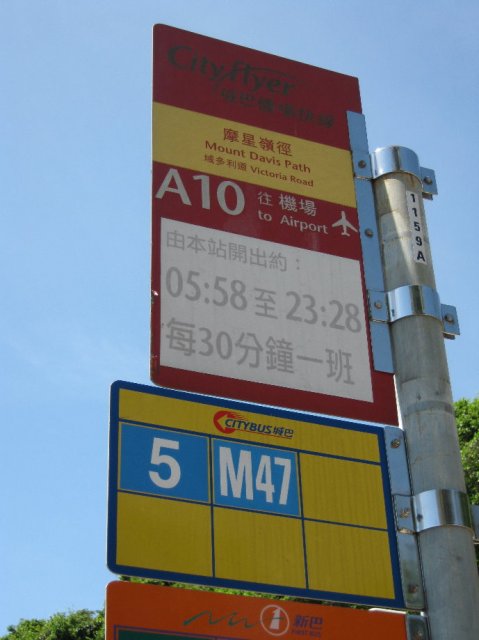 Cityflyer
城巴機場快線
摩星嶺徑
Mount Davis Path
域多利道 Victoria Road
A10 往 機場
to Airport
由本站開出約：
05:58 至 23:28
每30分鐘一班
1159A
CITYBUS 城巴
5 M47
新巴
FIRST BUS